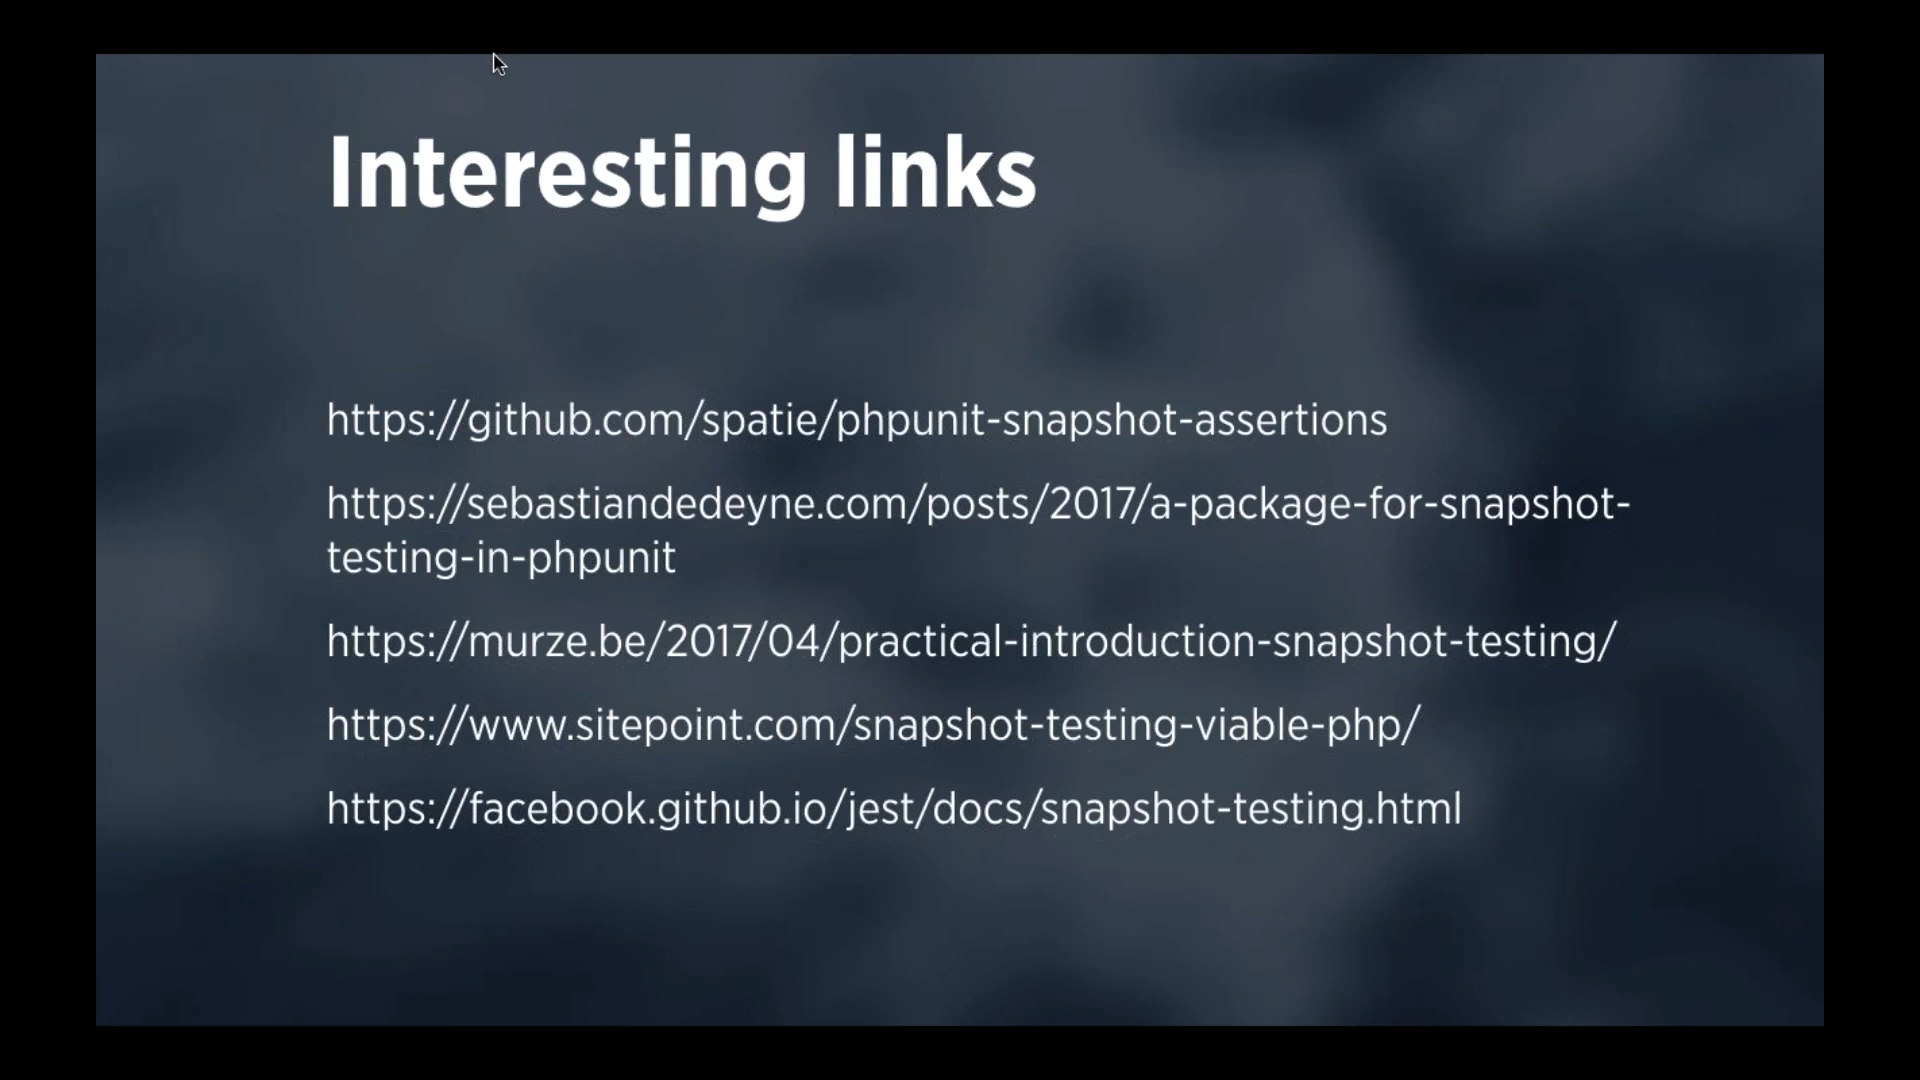 Interesting links
https://github.com/spatie/phpunit-snapshot-assertions
https://sebastiandedeyne.com/posts/2017/a-package-for-snapshot-
testing-in-phpunit
https://murze.be/2017/04/practical-introduction-snapshot-testing/
https://www.sitepoint.com/snapshot-testing-viable-php/
https://facebook.github.io/jest/docs/snapshot-testing.html